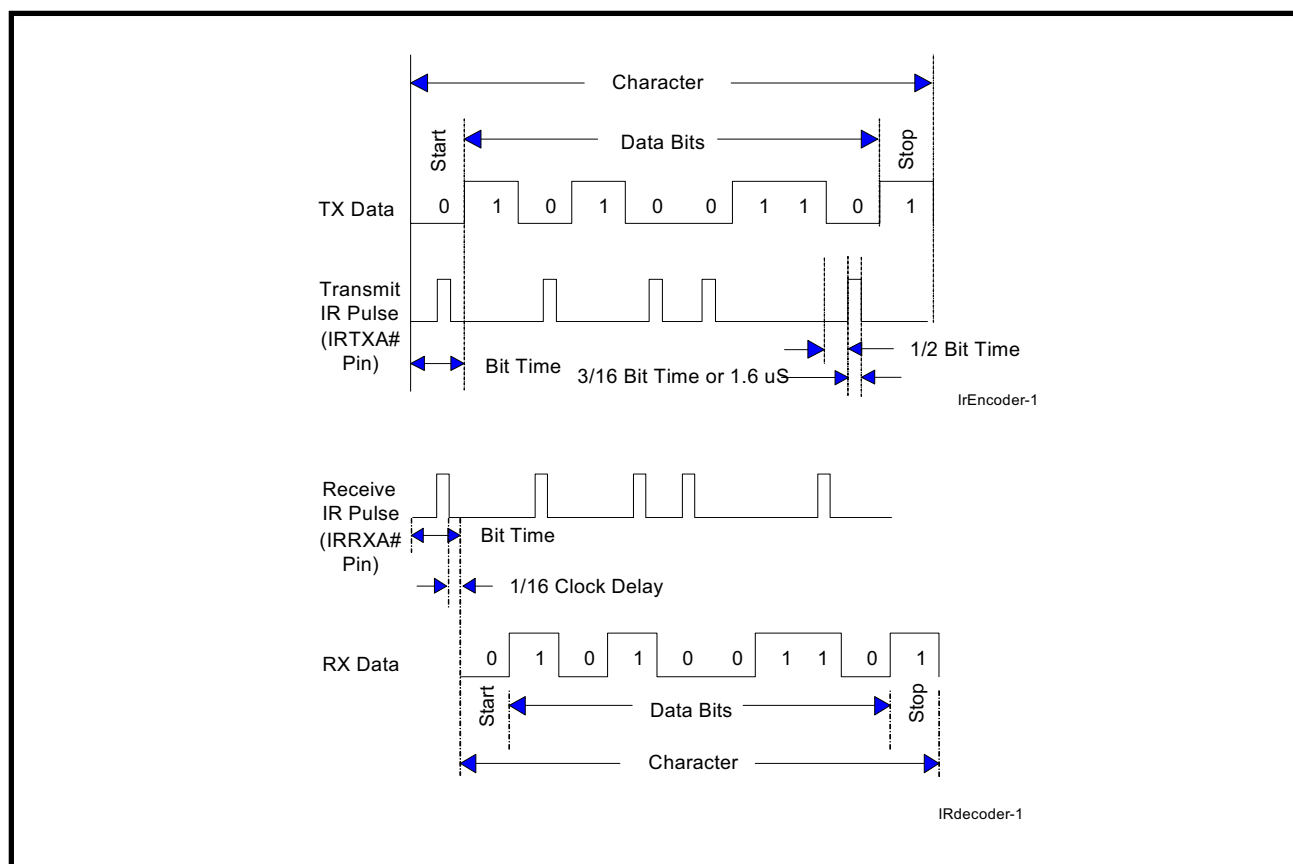 Character
Start
Data Bits
Stop
TX Data
0 1 0 1 0 0 1 1 0 1
Transmit
IR Pulse
(IRTXA#
Pin)
Bit Time
1/2 Bit Time
3/16 Bit Time or 1.6 uS
IrEncoder-1
Receive
IR Pulse
(IRRXA#
Pin)
Bit Time
1/16 Clock Delay
RX Data
0 1 0 1 0 0 1 1 0 1
Start
Data Bits
Stop
Character
IRdecoder-1